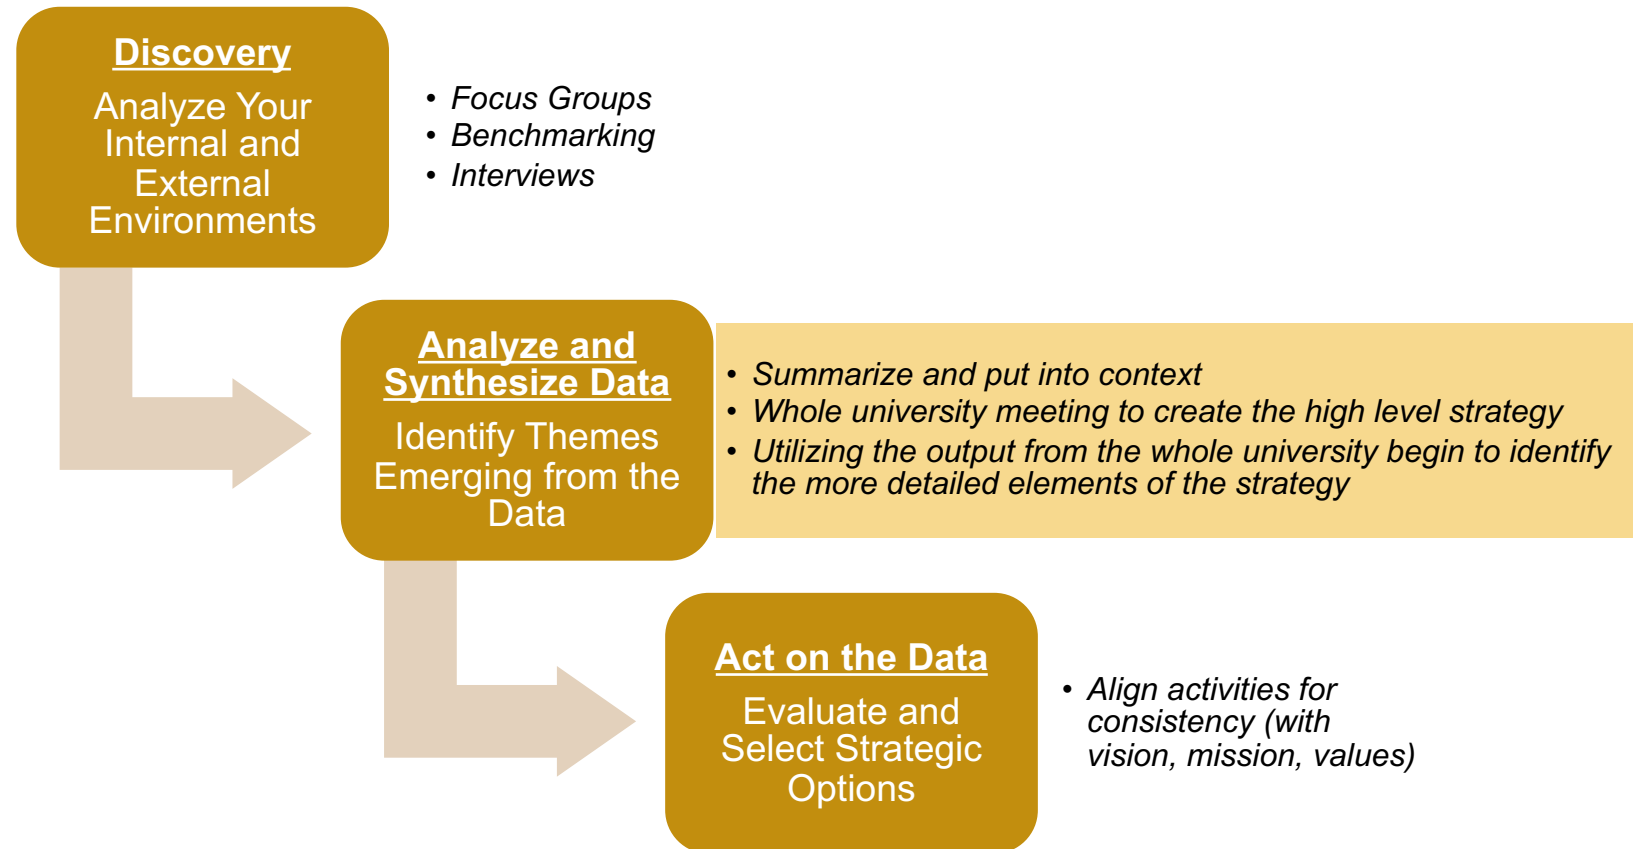 Discovery
Analyze Your
Internal and
External
Environments
• Focus Groups
• Benchmarking
• Interviews
Analyze and
Synthesize Data
Identify Themes
Emerging from the
Data
• Summarize and put into context
• Whole university meeting to create the high level strategy
• Utilizing the output from the whole university begin to identify
the more detailed elements of the strategy
Act on the Data
Evaluate and
Select Strategic
Options
• Align activities for
consistency (with
vision, mission, values)